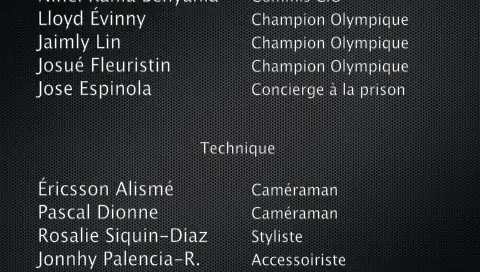 Lloyd Évinny Champion Olympique
Jaimly Lin Champion Olympique
Josué Fleuristin Champion Olympique
Jose Espinola Concierge à la prison
Technique
Éricsson Alismé Caméraman
Pascal Dionne Caméraman
Rosalie Siquin-Diaz Styliste
Jonnhy Palencia-R. Accessoiriste